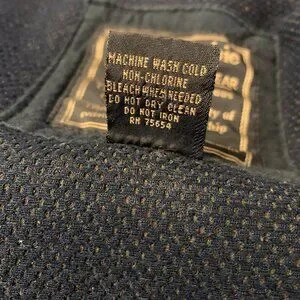 MACHINE WASH COLD
NON-CHLORINE
BLEACH WHEN NEEDED
DO NOT DRY CLEAN
DO NOT IRON
RN 75654